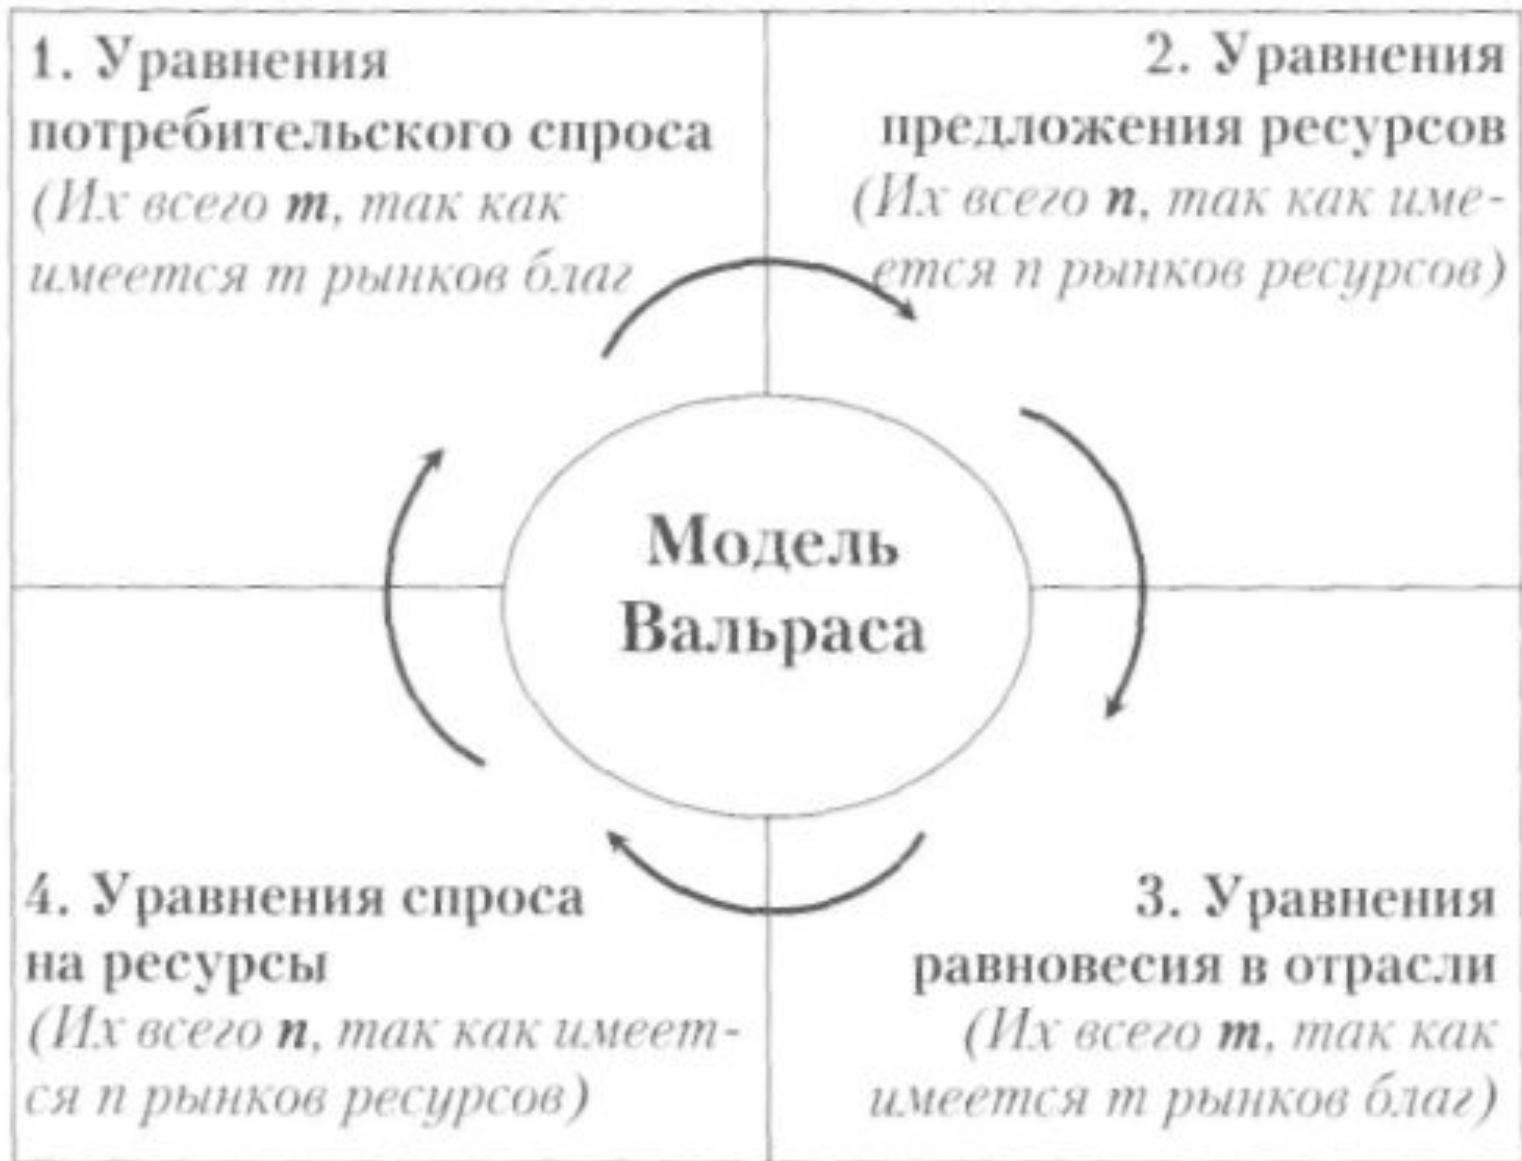 1. Уравнения
потребительского спроса
(Их всего m, так как
имеется m рынков благ
2. Уравнения
предложения ресурсов
(Их всего n, так как име-
ется n рынков ресурсов)
Модель
Вальраса
4. Уравнения спроса
на ресурсы
(Их всего n, так как имеет-
ся n рынков ресурсов)
3. Уравнения
равновесия в отрасли
(Их всего m, так как
имеется m рынков благ)